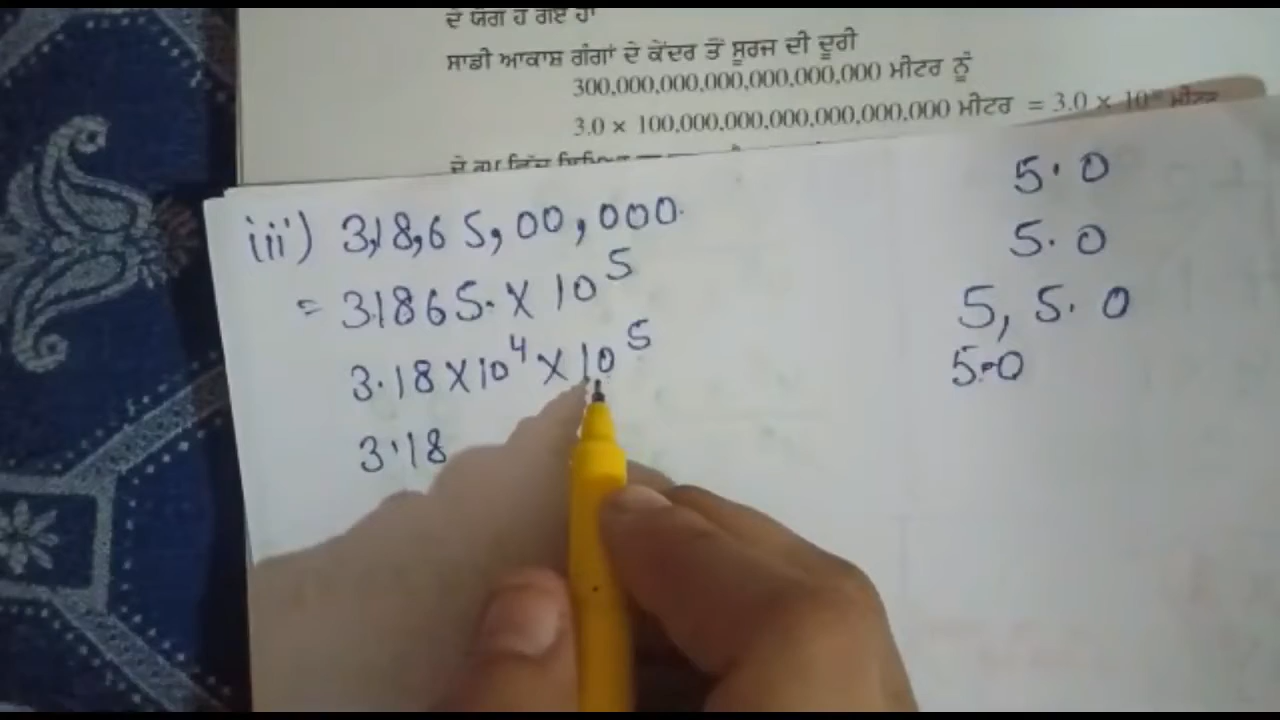 ਦੇ ਯੋਗ ਹੋ ਗਏ ਹਾਂ
ਸਾਡੀ ਆਕਾਸ਼ ਗੰਗਾਂ ਦੇ ਕੇਂਦਰ ਤੋਂ ਸੂਰਜ ਦੀ ਦੂਰੀ
300,000,000,000,000,000,000 ਮੀਟਰ ਨੂੰ
3.0 × 100,000,000,000,000,000,000 ਮੀਟਰ = 3.0 × 10
iii) 3,18,65,00,000.
= 31865. X 10⁵
3.18 X 10⁴ X 10⁵
3.18
5.0
5.0
5, 5.0
5.0